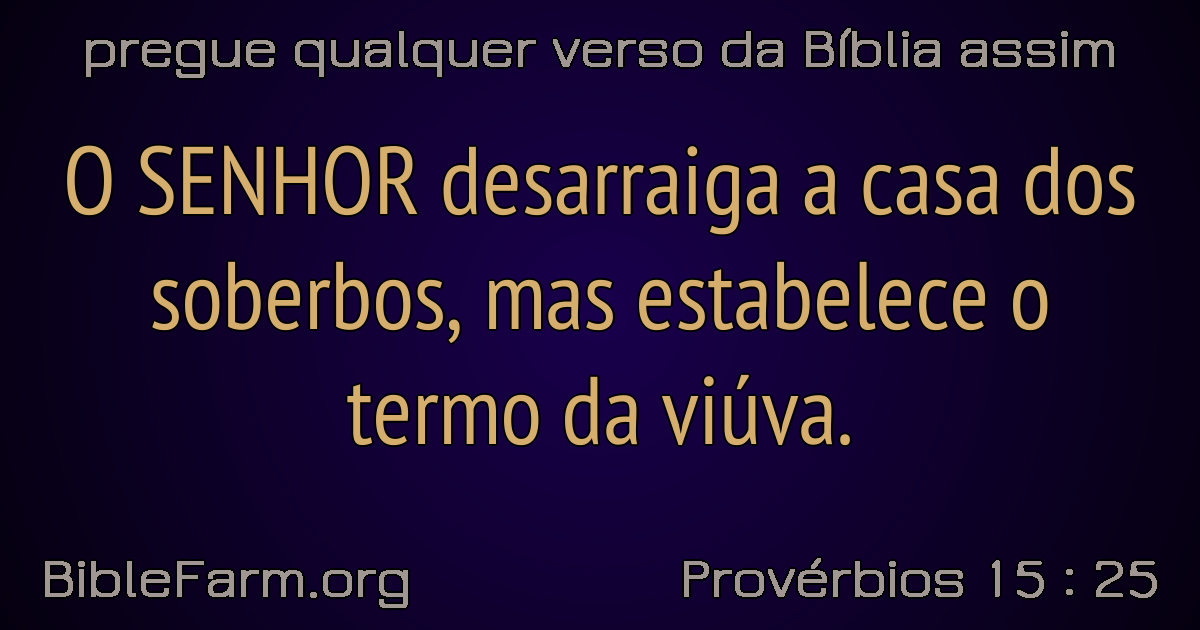 pregue qualquer verso da Bíblia assim
O SENHOR desarraiga a casa dos
soberbos, mas estabelece o
termo da viúva.
BibleFarm.org
Provérbios 15 : 25